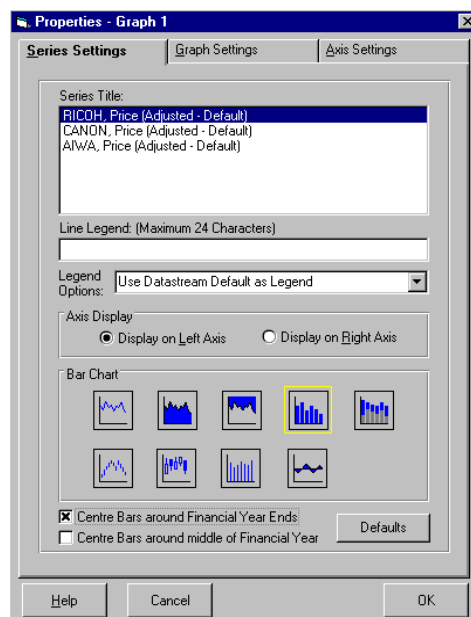 Properties - Graph 1
Series Settings
Graph Settings
Axis Settings
Series Title:
RICOH, Price (Adjusted - Default)
CANON, Price (Adjusted - Default)
AIWA, Price (Adjusted - Default)
Line Legend: (Maximum 24 Characters)
Legend Options:
Use Datastream Default as Legend
Axis Display
Display on Left Axis
Display on Right Axis
Bar Chart
Centre Bars around Financial Year Ends
Centre Bars around middle of Financial Year
Defaults
Help
Cancel
OK